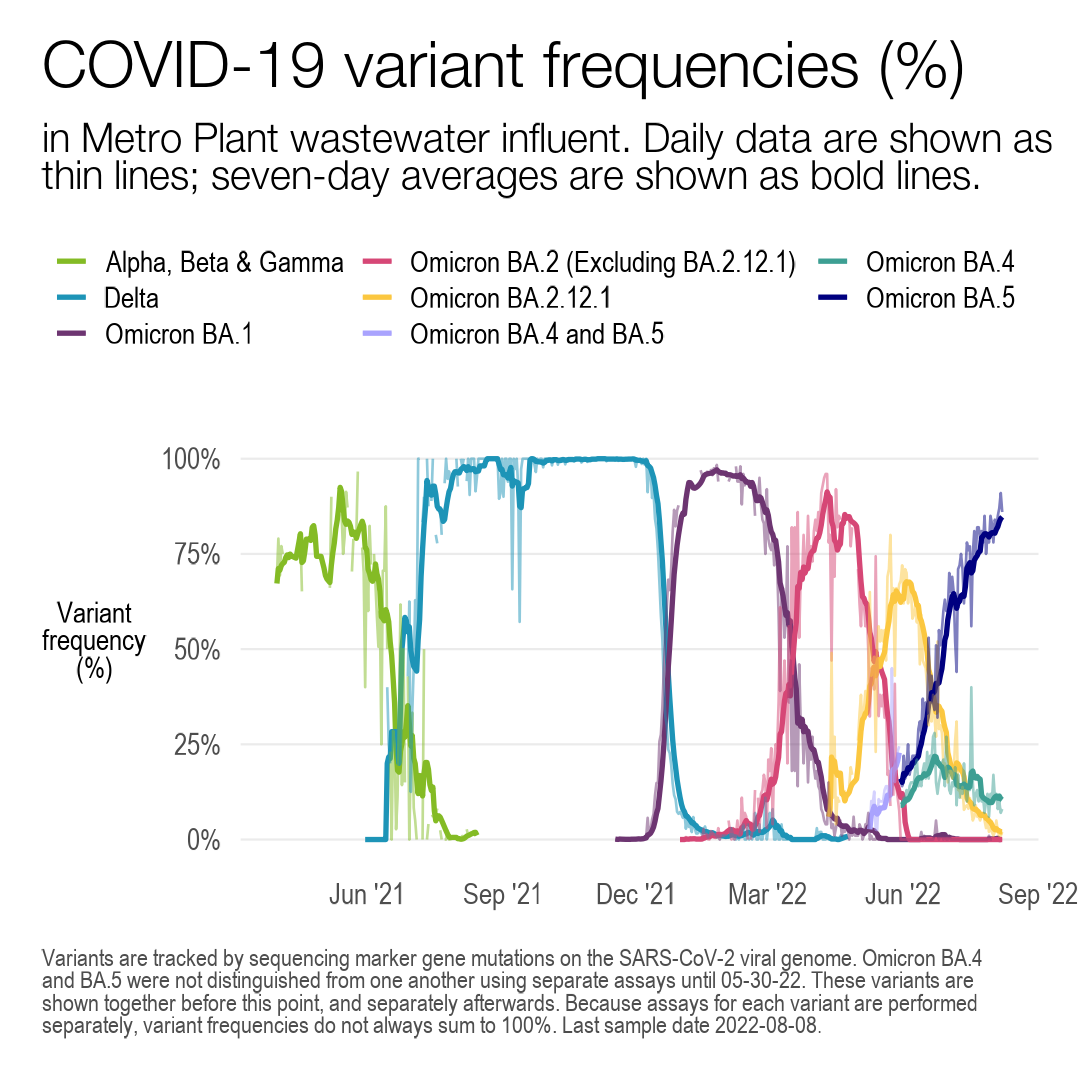 COVID-19 variant frequencies (%)
in Metro Plant wastewater influent. Daily data are shown as
thin lines; seven-day averages are shown as bold lines.
Alpha, Beta & Gamma
Omicron BA.2 (Excluding BA.2.12.1)
Omicron BA.4
Delta
Omicron BA.2.12.1
Omicron BA.5
Omicron BA.1
Omicron BA.4 and BA.5
100%
75%
Variant
frequency
(%)
50%
25%
0%
Jun '21
Sep '21
Dec '21
Mar '22
Jun '22
Sep '22
Variants are tracked by sequencing marker gene mutations on the SARS-CoV-2 viral genome. Omicron BA.4
and BA.5 were not distinguished from one another using separate assays until 05-30-22. These variants are
shown together before this point, and separately afterwards. Because assays for each variant are performed
separately, variant frequencies do not always sum to 100%. Last sample date 2022-08-08.